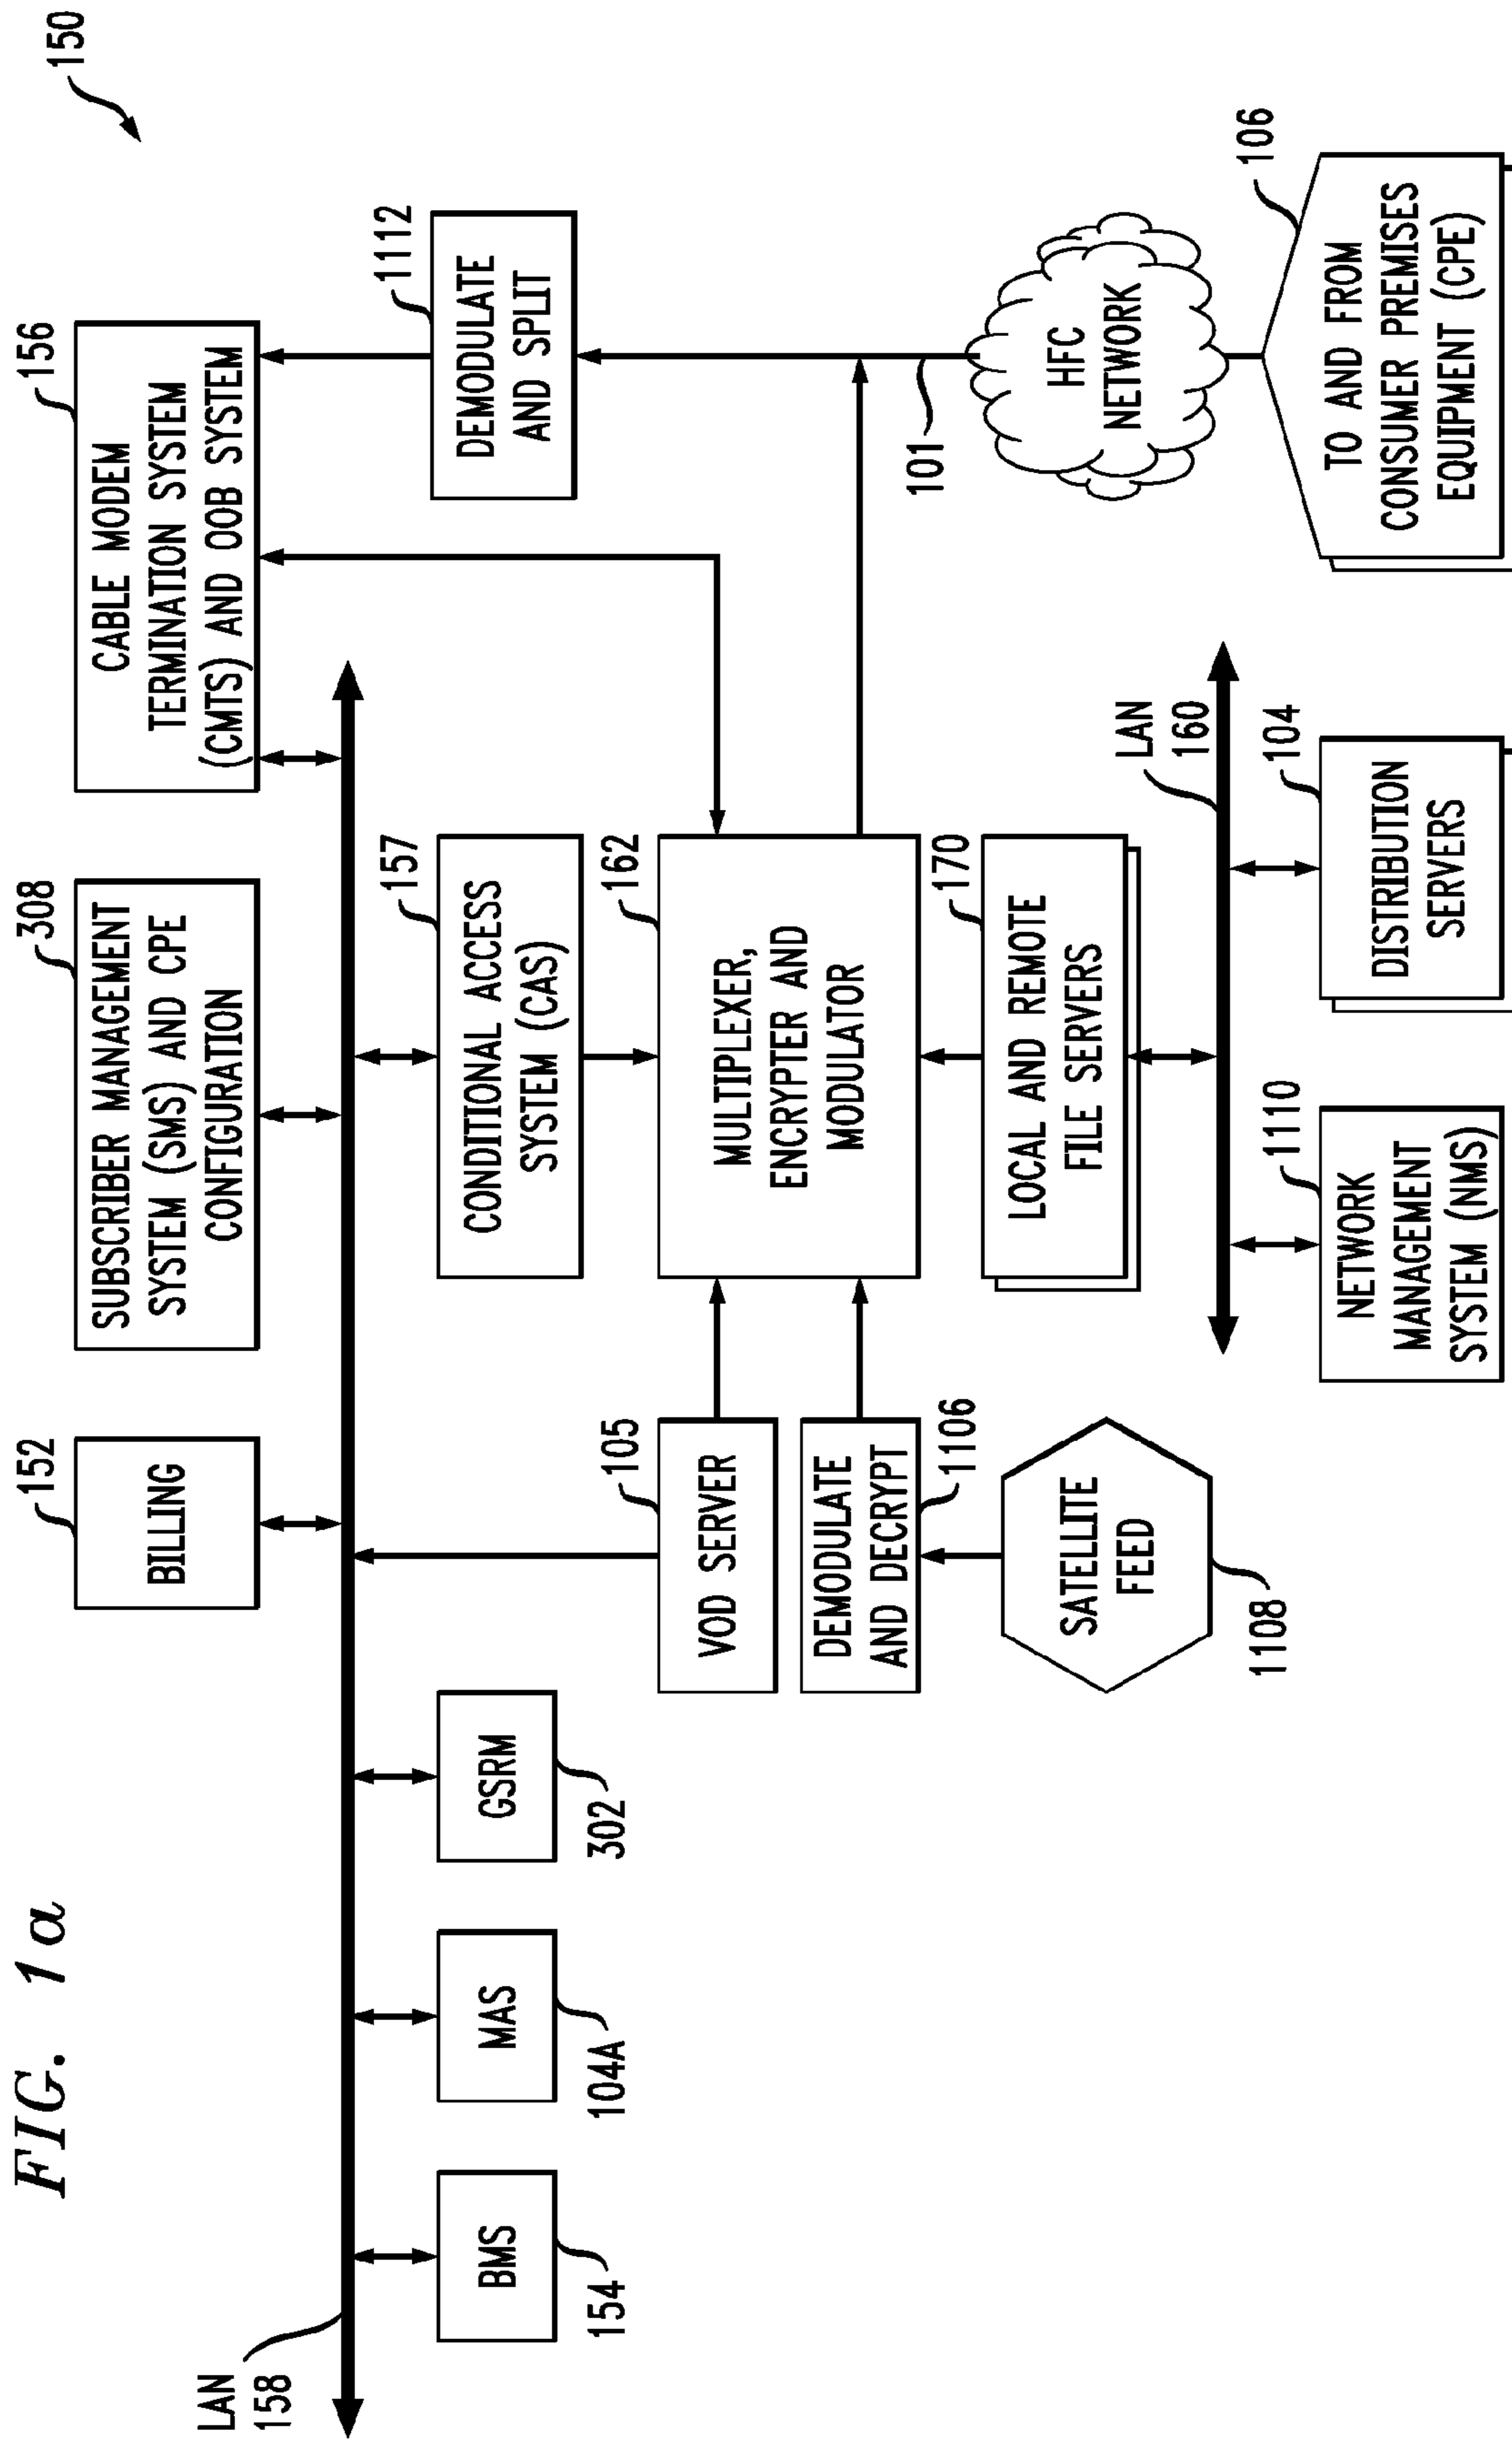 FIG. 1a
150
152
BILLING
308
SUBSCRIBER MANAGEMENT
SYSTEM (SMS) AND CPE
CONFIGURATION
156
CABLE MODEM
TERMINATION SYSTEM
(CMTS) AND OOB SYSTEM
LAN
158
BMS
154
MAS
104A
GSRM
302
157
CONDITIONAL ACCESS
SYSTEM (CAS)
1112
DEMODULATE
AND SPLIT
105
VOD SERVER
162
MULTIPLEXER,
ENCRYPTER AND
MODULATOR
DEMODULATE
AND DECRYPT
1106
101
170
LOCAL AND REMOTE
FILE SERVERS
SATELLITE
FEED
1108
HFC
NETWORK
LAN
160
1110
NETWORK
MANAGEMENT
SYSTEM (NMS)
104
DISTRIBUTION
SERVERS
106
TO AND FROM
CONSUMER PREMISES
EQUIPMENT (CPE)